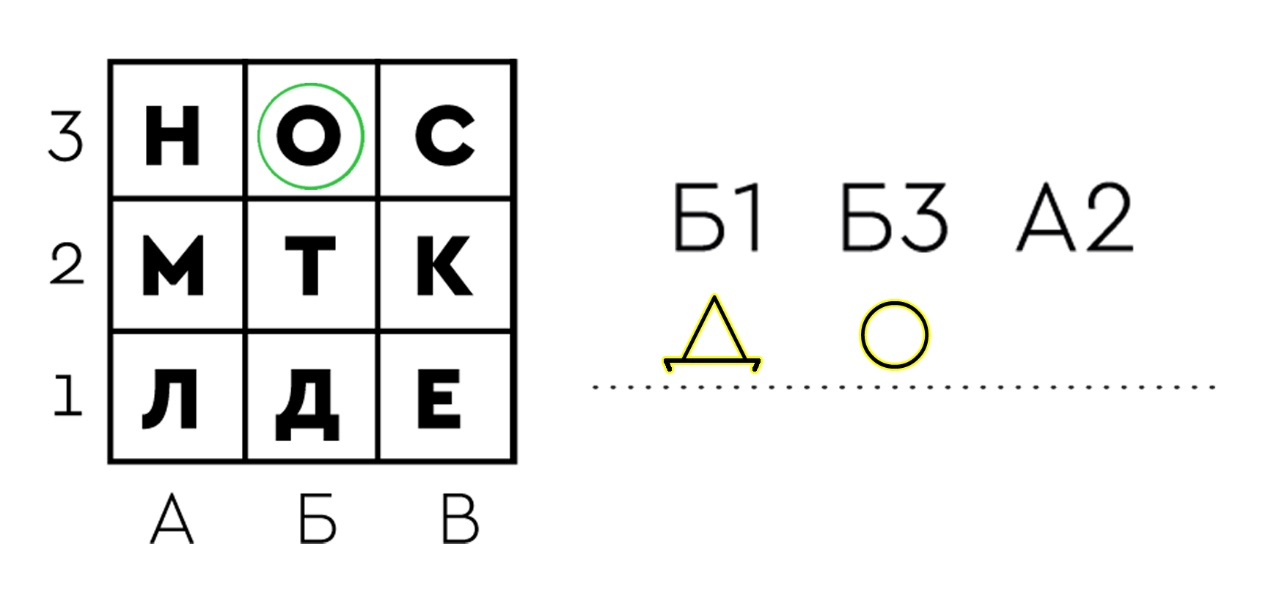 3 Н О С
2 М Т К
1 Л Д Е
А Б В
Б1 Б3 А2
Д О